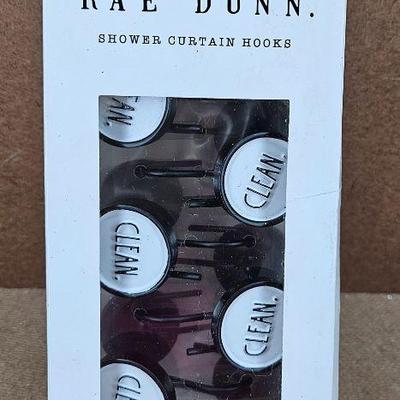 RAE DUNN.
SHOWER CURTAIN HOOKS
CLEAN.
CLEAN.
CLEAN.
CLEAN.